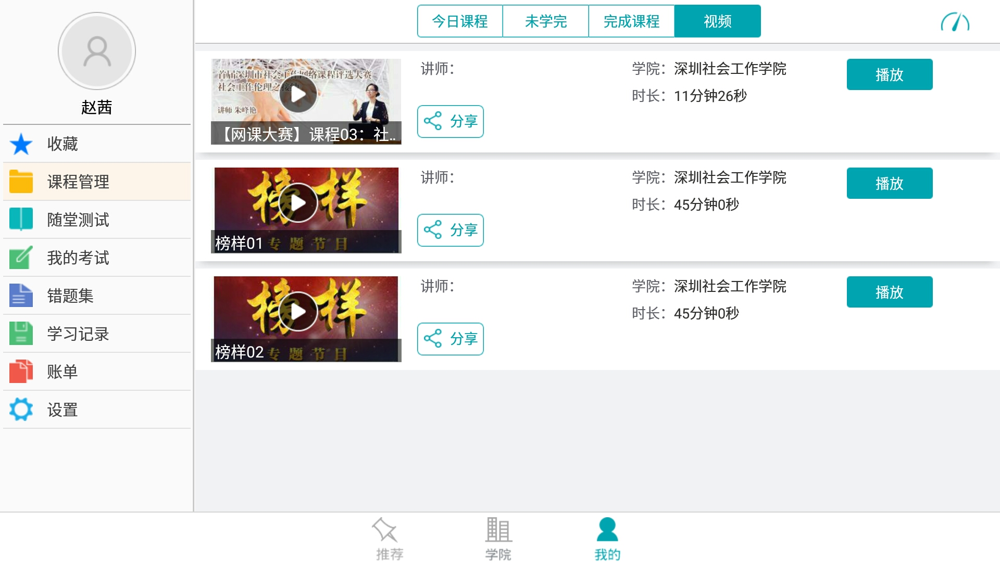 今日课程 未学完 完成课程 视频
赵茜
收藏
课程管理
随堂测试
我的考试
错题集
学习记录
账单
设置
首届深圳市社会工作网络课程评选大赛
社会工作伦理之接纳
讲师 朱峰艳
【网课大赛】课程03：社..
讲师：
分享
学院：深圳社会工作学院
时长：11分钟26秒
播放
榜样
专题节目
榜样01
讲师：
分享
学院：深圳社会工作学院
时长：45分钟0秒
播放
榜样
专题节目
榜样02
讲师：
分享
学院：深圳社会工作学院
时长：45分钟0秒
播放
推荐 学院 我的